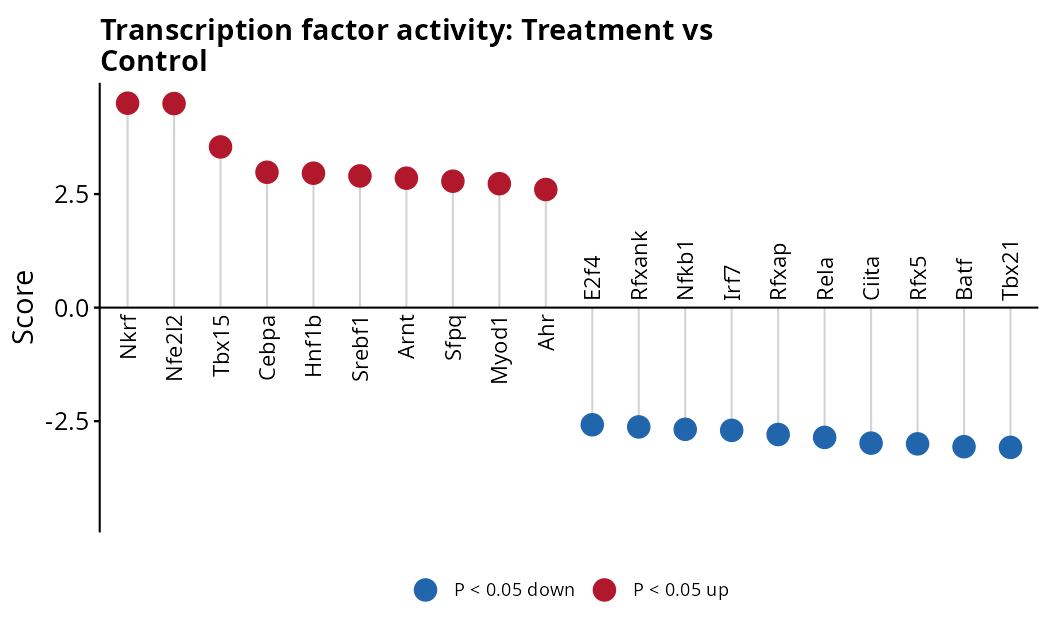 Transcription factor activity: Treatment vs
Control
Score
2.5
0.0
-2.5
Nkrf
Nfe2l2
Tbx15
Cebpa
Hnf1b
Srebf1
Arnt
Sfpq
Myod1
Ahr
E2f4
Rfxank
Nfkb1
Irf7
Rfxap
Rela
Ciita
Rfx5
Batf
Tbx21
P < 0.05 down
P < 0.05 up